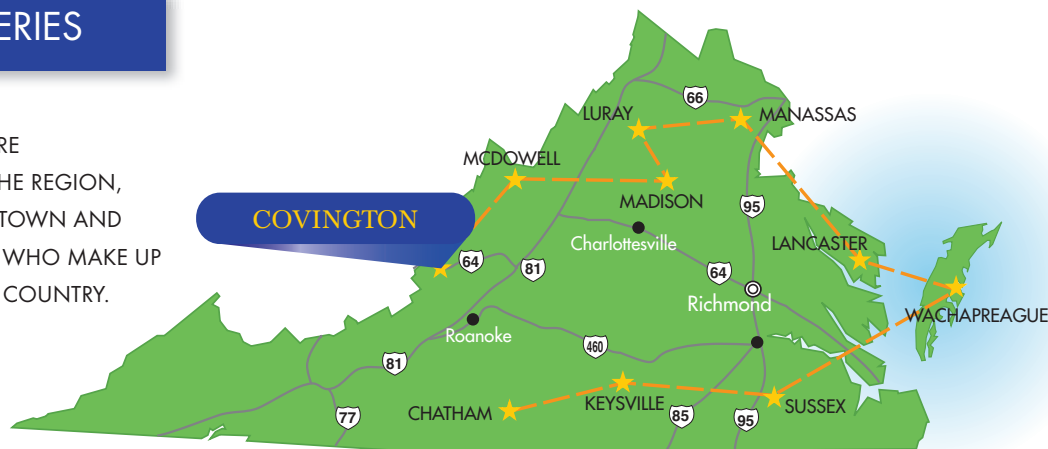 ERIES
RE
HE REGION,
TOWN AND
WHO MAKE UP
COUNTRY.
66
LURAY
MANASSAS
MCDOWELL
MADISON
95
COVINGTON
Charlottesville
LANCASTER
64
81
64
Richmond
WACHAPREAGUE
Roanoke
460
81
KEYSVILLE
CHATHAM
SUSSEX
77
85
95